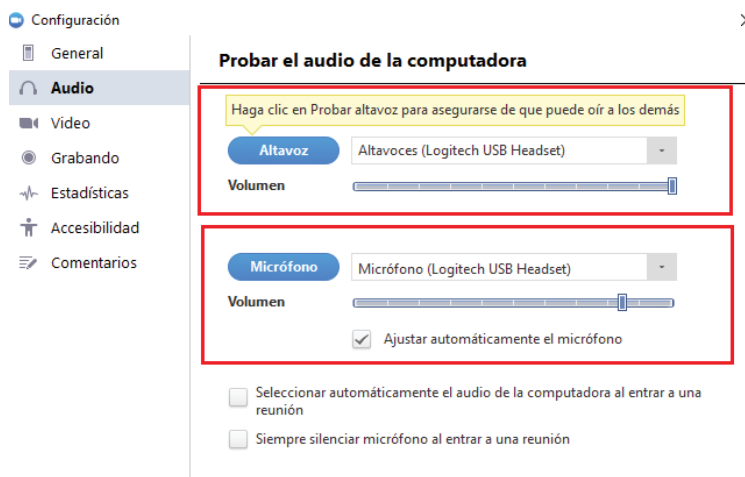 Configuración
General
Audio
Video
Grabando
Estadísticas
Accesibilidad
Comentarios
Probar el audio de la computadora
Haga clic en Probar altavoz para asegurarse de que puede oír a los demás
Altavoz Altavoces (Logitech USB Headset)
Volumen
Micrófono Micrófono (Logitech USB Headset)
Volumen
Ajustar automáticamente el micrófono
Seleccionar automáticamente el audio de la computadora al entrar a una
reunión
Siempre silenciar micrófono al entrar a una reunión